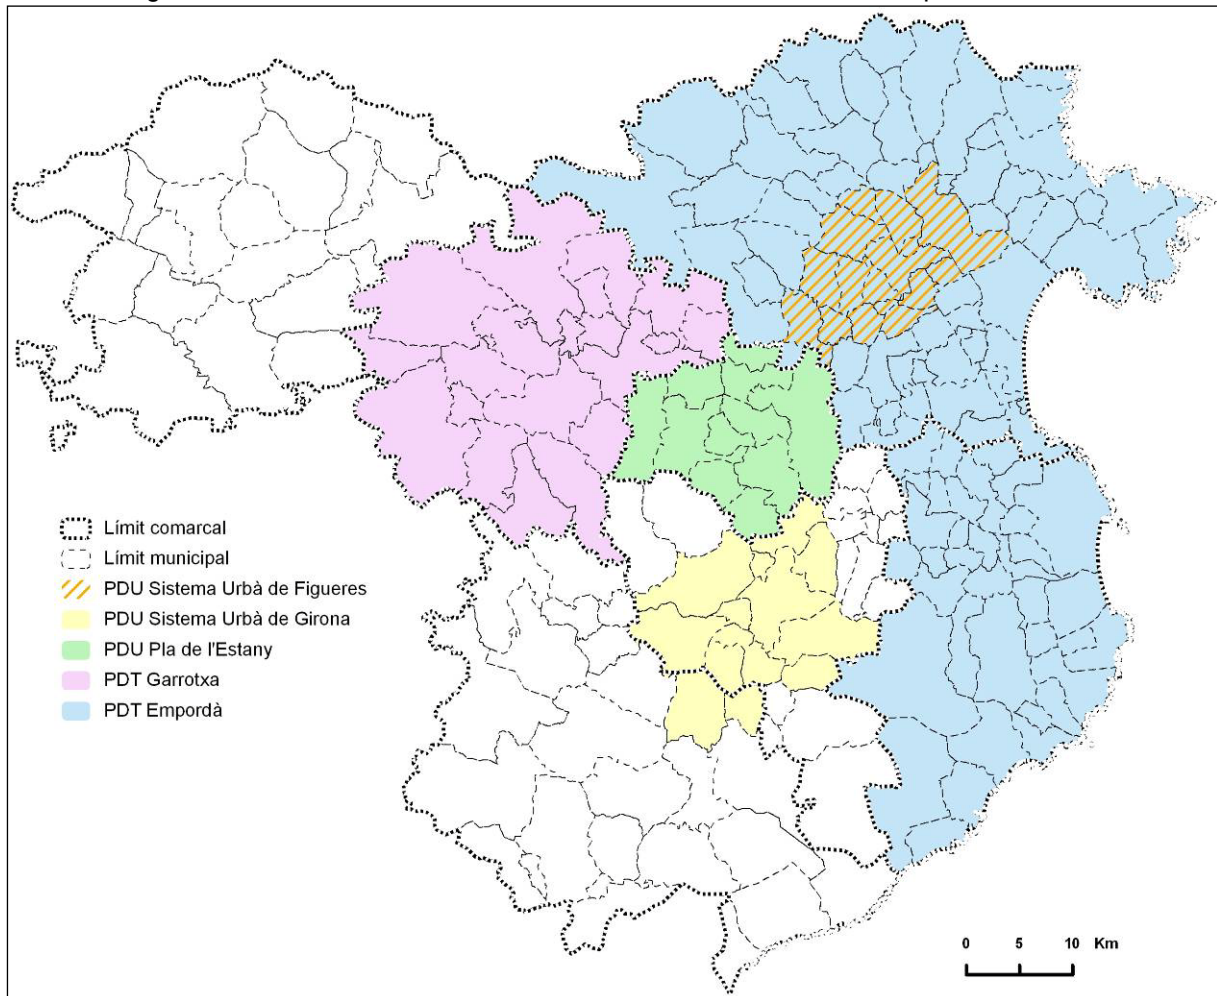 Límit comarcal
Límit municipal
PDU Sistema Urbà de Figueres
PDU Sistema Urbà de Girona
PDU Pla de l'Estany
PDT Garrotxa
PDT Empordà
0 5 10 Km